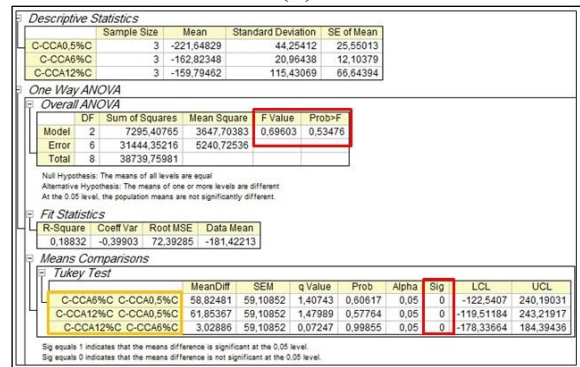 (a)
Descriptive Statistics
Sample Size Mean Standard Deviation SE of Mean
C-CCA0,5%C 3 -221,64829 44,25412 25,55013
C-CCA6%C 3 -162,82348 20,96438 12,10379
C-CCA12%C 3 -159,79462 115,43069 66,64394
One Way ANOVA
Overall ANOVA
DF Sum of Squares Mean Square F Value Prob>F
Model 2 7295,40765 3647,70383 0,69603 0,53476
Error 6 31444,35216 5240,72536
Total 8 38739,75981
Null Hypothesis: The means of all levels are equal
Alternative Hypothesis: The means of one or more levels are different
At the 0.05 level, the population means are not significantly different.
Fit Statistics
R-Square Coeff Var Root MSE Data Mean
0,18832 -0,39903 72,39285 -181,42213
Means Comparisons
Tukey Test
MeanDiff SEM q Value Prob Alpha Sig LCL UCL
C-CCA6%C C-CCA0,5%C 58,82481 59,10852 1,40743 0,60617 0,05 0 -122,5407 240,19031
C-CCA12%C C-CCA0,5%C 61,85367 59,10852 1,47989 0,57764 0,05 0 -119,51184 243,21917
C-CCA12%C C-CCA6%C 3,02886 59,10852 0,07247 0,99855 0,05 0 -178,33664 184,39436
Sig equals 1 indicates that the means difference is significant at the 0,05 level.
Sig equals 0 indicates that the means difference is not significant at the 0,05 level.